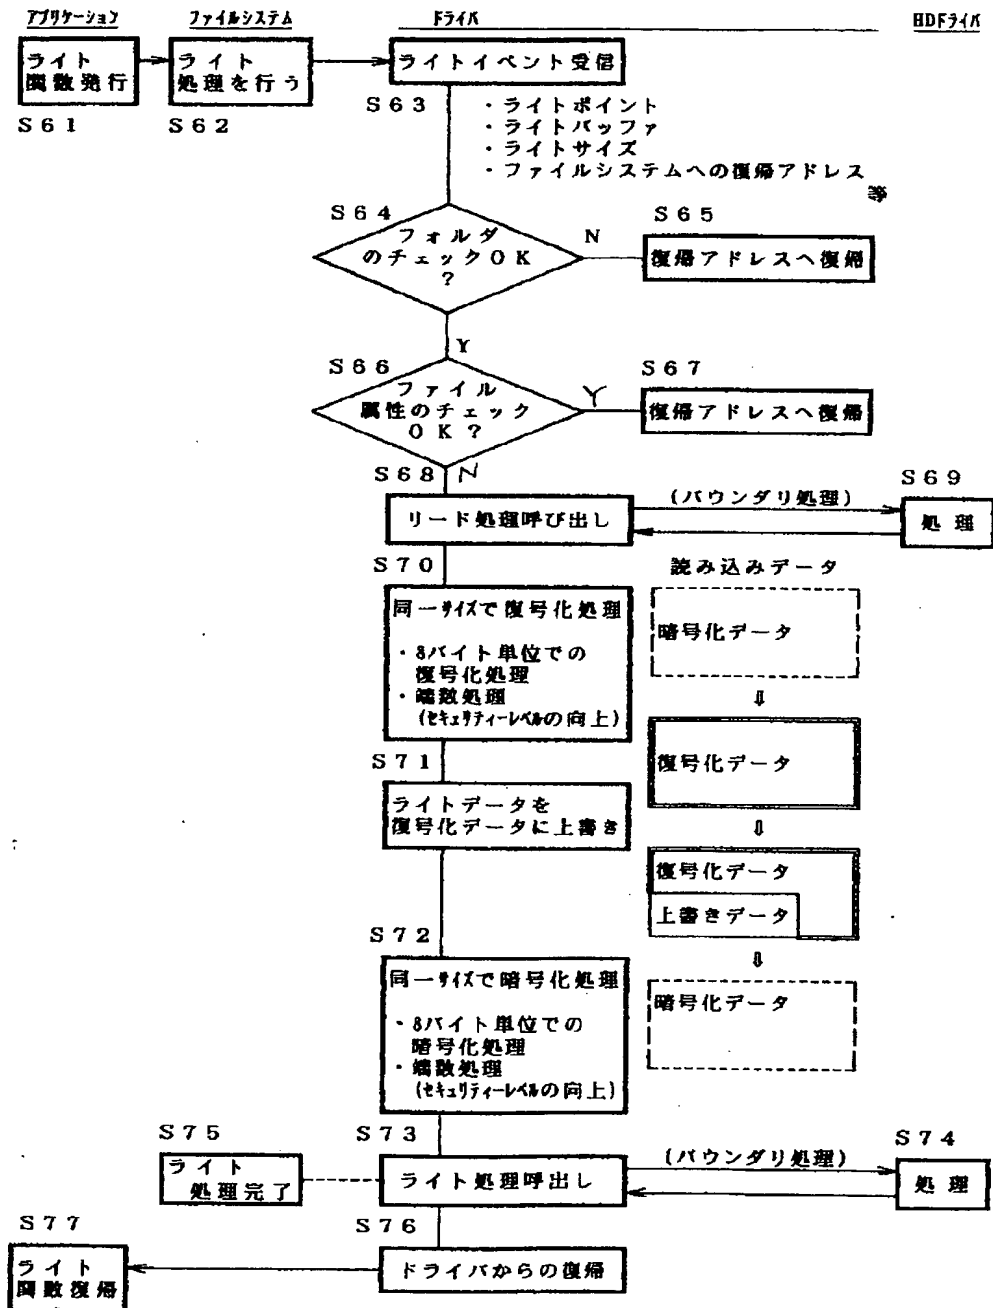 アプリケーション
ファイルシステム
ドライバ
HDドライバ
ライト
関数発行
ライト
処理を行う
ライトイベント受信
S61
S62
S63
・ライトポイント
・ライトバッファ
・ライトサイズ
・ファイルシステムへの復帰アドレス
等
S64
フォルダ
のチェックOK
?
N
S65
復帰アドレスへ復帰
Y
S66
ファイル
属性のチェック
OK?
Y
S67
復帰アドレスへ復帰
S68
N
リード処理呼び出し
(バウンダリ処理)
S69
処理
S70
同一サイズで復号化処理
・8バイト単位での
復号化処理
・端数処理
(セキュリティーレベルの向上)
読み込みデータ
暗号化データ
⇩
復号化データ
S71
ライトデータを
復号化データに上書き
⇩
復号化データ
上書きデータ
⇩
暗号化データ
S72
同一サイズで暗号化処理
・8バイト単位での
暗号化処理
・端数処理
(セキュリティーレベルの向上)
S75
ライト
処理完了
S73
ライト処理呼出し
(バウンダリ処理)
S74
処理
S76
ドライバからの復帰
S77
ライト
関数復帰